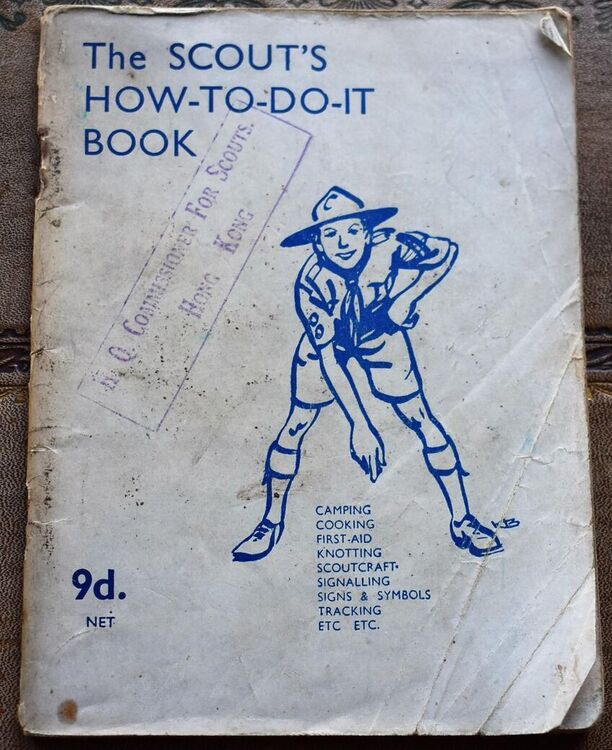 The SCOUT'S
HOW-TO-DO-IT
BOOK
H. Q. COMMISSIONER FOR SCOUTS.
HONG KONG
CAMPING
COOKING
FIRST-AID
KNOTTING
SCOUTCRAFT
SIGNALLING
SIGNS & SYMBOLS
TRACKING
ETC ETC.
9d.
NET